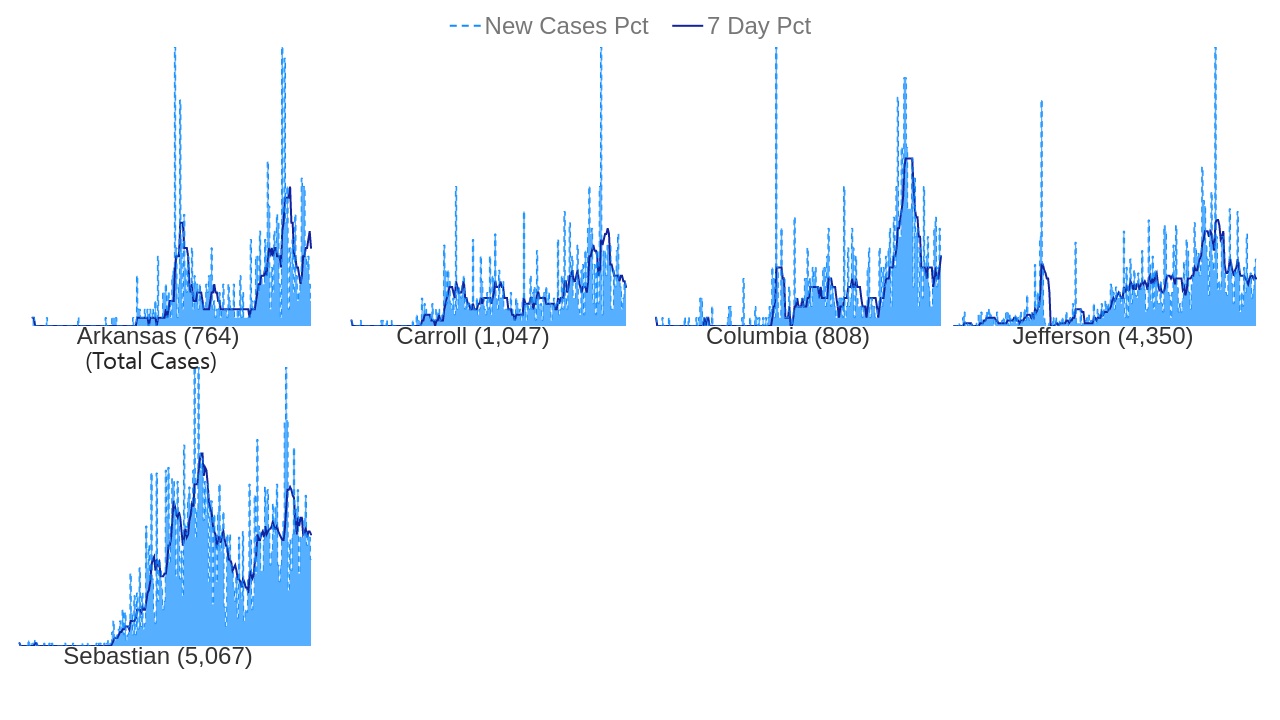 New Cases Pct 7 Day Pct
Arkansas (764) Carroll (1,047) Columbia (808) Jefferson (4,350)
(Total Cases)
Sebastian (5,067)